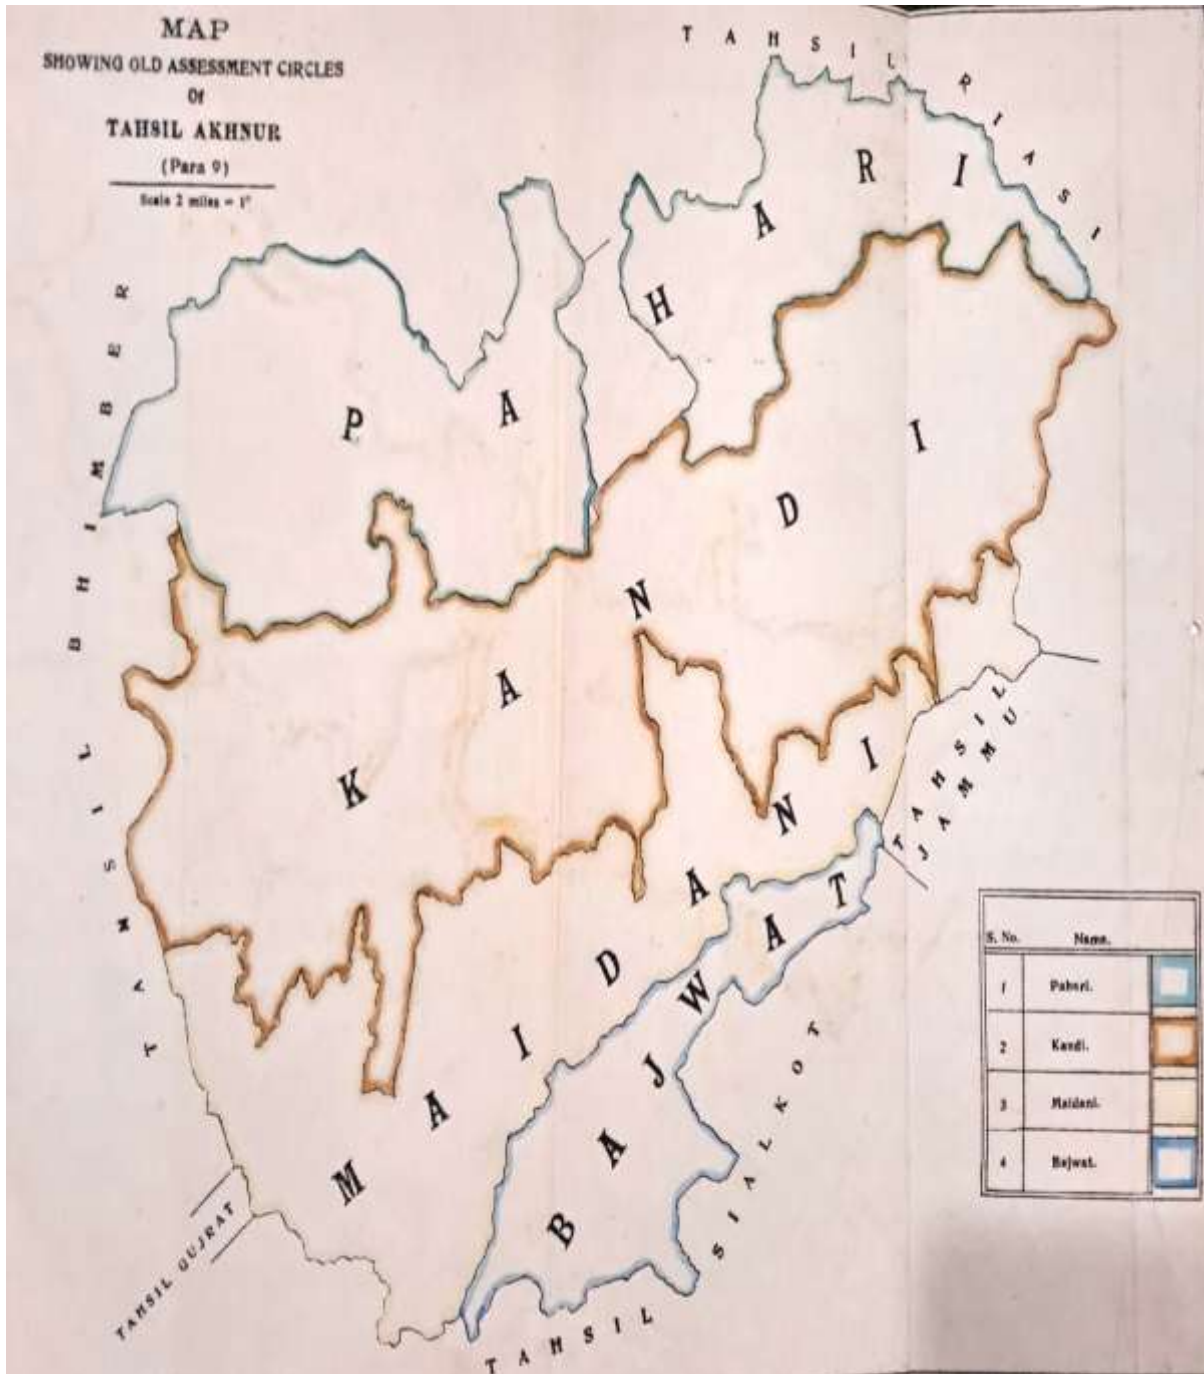 MAP
SHOWING OLD ASSESSMENT CIRCLES
Of
TAHSIL AKHNUR
(Para 9)
Scale 2 miles = 1"
TAHSIL RIASI
TAHSIL BHIMBER
PAHARI
KANDI
MAIDANI
BAJWAT
TAHSIL
JAMMU
TAHSIL SIALKOT
TAHSIL GUJRAT
S. No. Name.
1 Pahari.
2 Kandi.
3 Maidani.
4 Bajwat.